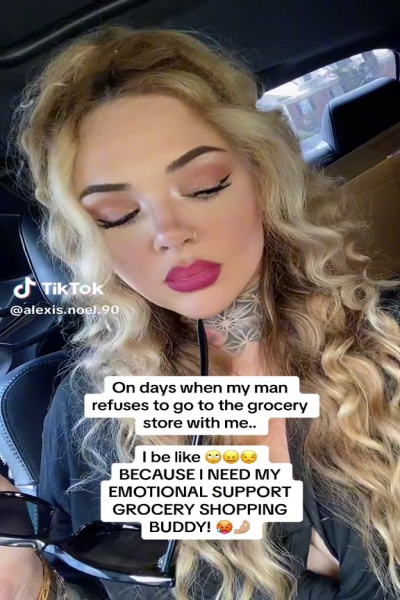 TikTok
@alexis.noel.90
On days when my man
refuses to go to the grocery
store with me..
I be like 🙄😖😏
BECAUSE I NEED MY
EMOTIONAL SUPPORT
GROCERY SHOPPING
BUDDY! 🥵🤌🏼